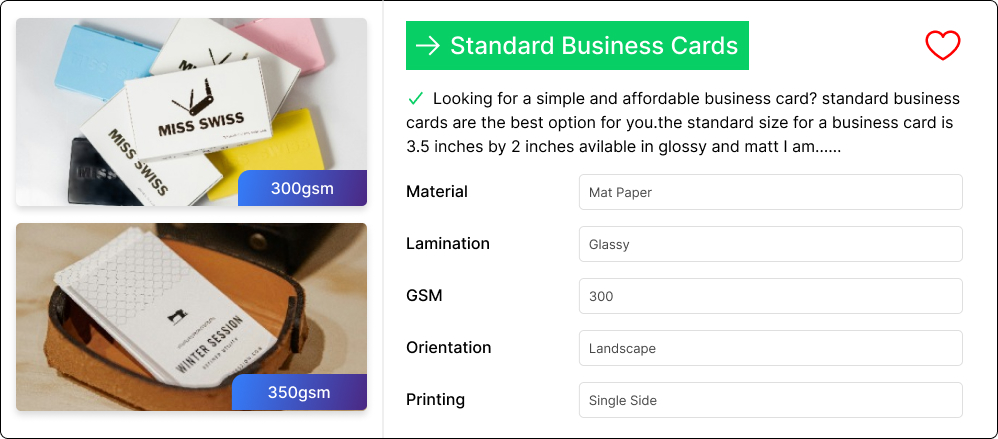 MISS SWISS
MISS SWISS
300gsm
WINTER SESSION
350gsm
Standard Business Cards
Looking for a simple and affordable business card? standard business
cards are the best option for you.the standard size for a business card is
3.5 inches by 2 inches avilable in glossy and matt I am......
Material
Mat Paper
Lamination
Glassy
GSM
300
Orientation
Landscape
Printing
Single Side